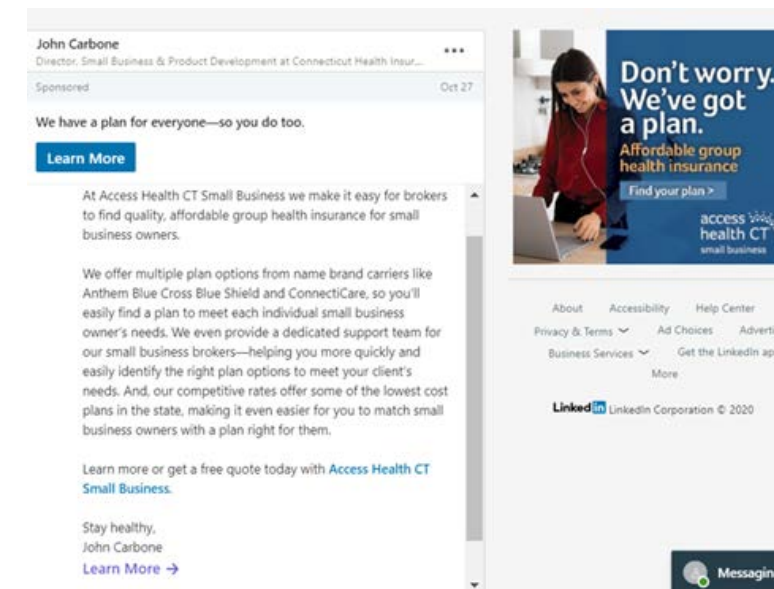 John Carbone
Director, Small Business & Product Development at Connecticut Health Insur...
Sponsored
Oct 27
We have a plan for everyone—so you do too.
Learn More
At Access Health CT Small Business we make it easy for brokers
to find quality, affordable group health insurance for small
business owners.
We offer multiple plan options from name brand carriers like
Anthem Blue Cross Blue Shield and ConnectiCare, so you'll
easily find a plan to meet each individual small business
owner's needs. We even provide a dedicated support team for
our small business brokers—helping you more quickly and
easily identify the right plan options to meet your client's
needs. And, our competitive rates offer some of the lowest cost
plans in the state, making it even easier for you to match small
business owners with a plan right for them.
Learn more or get a free quote today with Access Health CT
Small Business.
Stay healthy,
John Carbone
Learn More →
Don't worry.
We've got
a plan.
Affordable group
health insurance
Find your plan >
access
health CT
small business
About Accessibility Help Center
Privacy & Terms Ad Choices Adverti
Business Services Get the LinkedIn ap
More
LinkedIn LinkedIn Corporation © 2020
Messagin